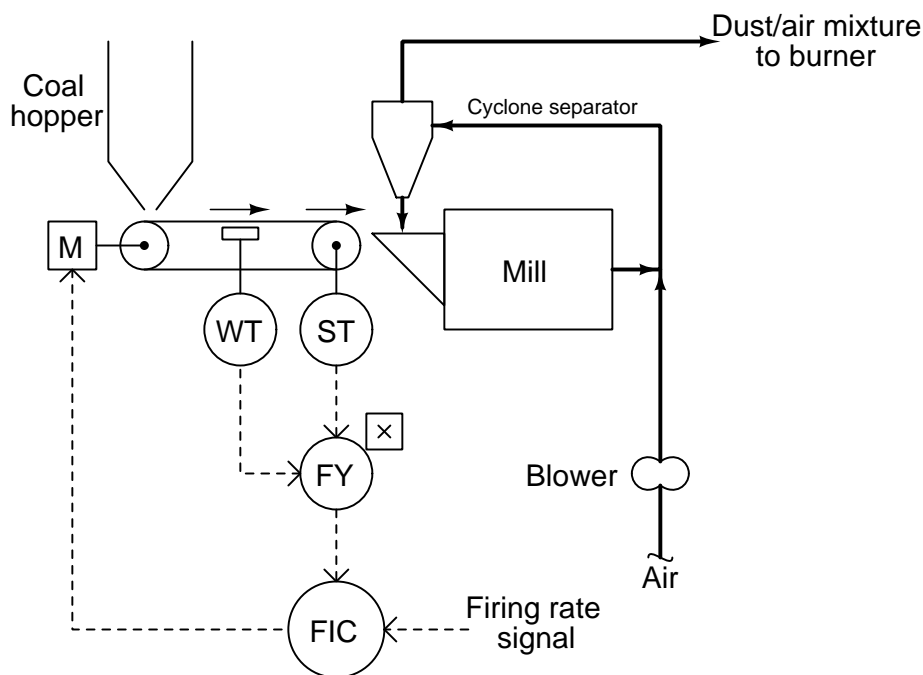 Dust/air mixture
to burner
Coal
hopper
Cyclone separator
M
Mill
WT
ST
×
FY
Blower
Air
Firing rate
signal
FIC